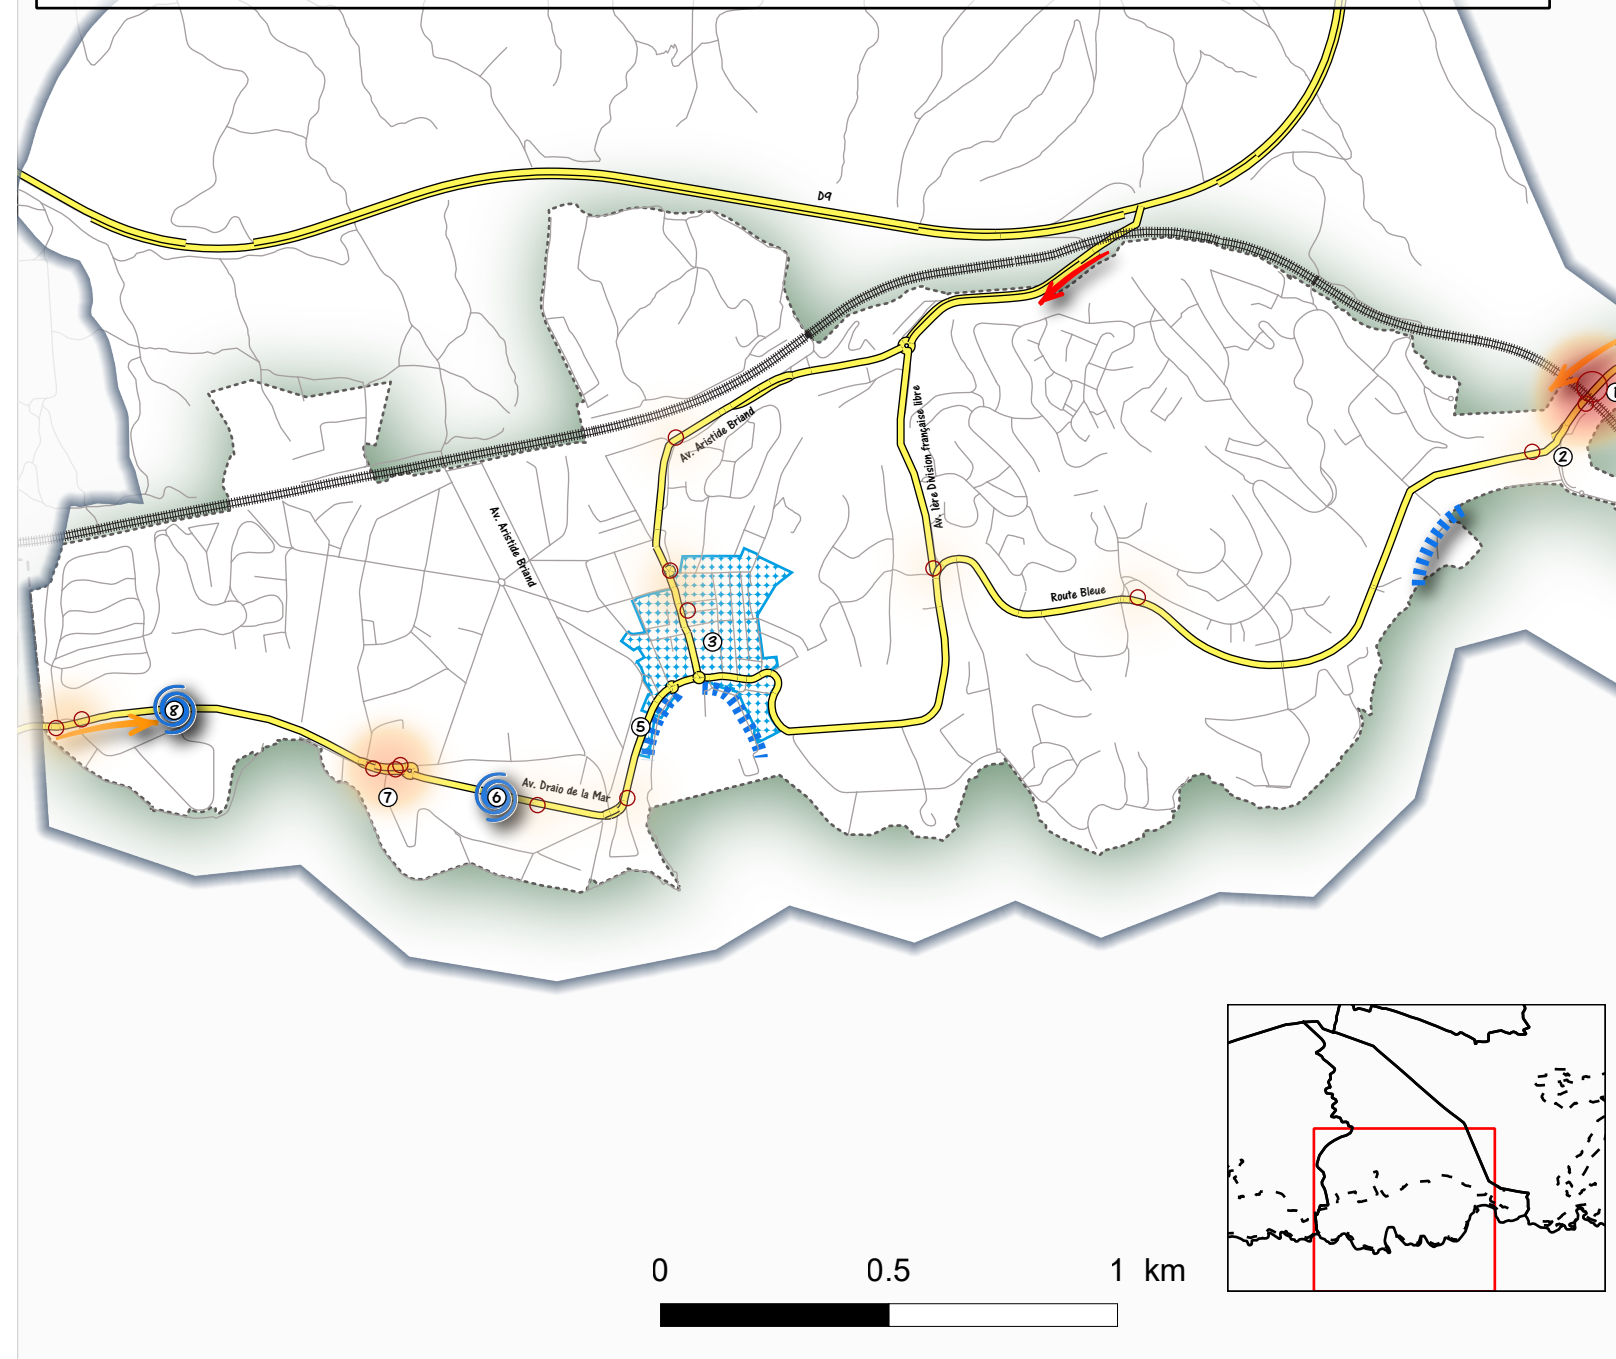 D9
1
Av. Aristide Briand
2
Av. 1ère Division française libre
Av. Aristide Briand
Route Bleue
3
8
5
7
6
Av. Draio de la Mar
0 0.5 1 km